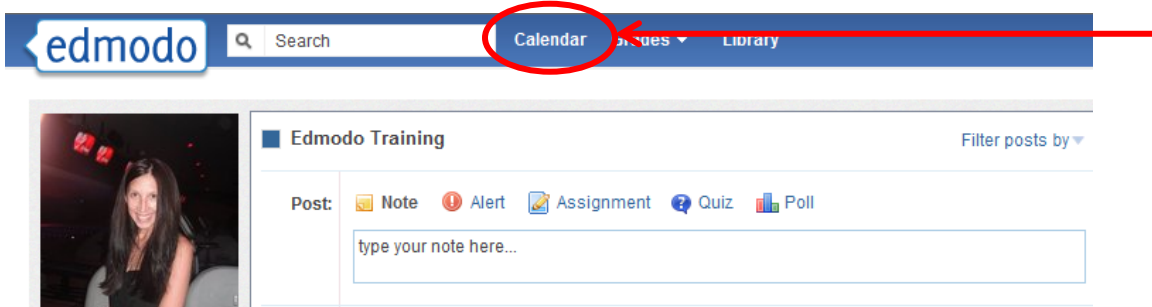 edmodo Search Calendar Grades Library
Edmodo Training Filter posts by
Post: Note Alert Assignment Quiz Poll
type your note here...